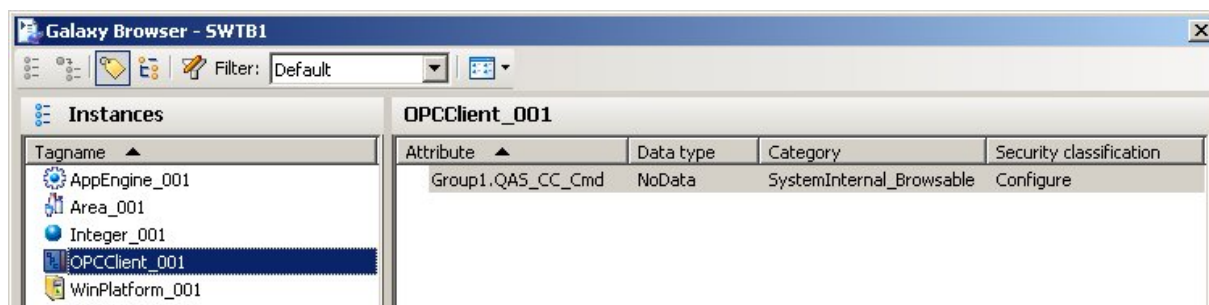 Galaxy Browser - SWTB1
Filter: Default
Instances
OPCClient_001
Tagname
Attribute Data type Category Security classification
AppEngine_001
Group1.QAS_CC_Cmd NoData SystemInternal_Browsable Configure
Area_001
Integer_001
OPCClient_001
WinPlatform_001